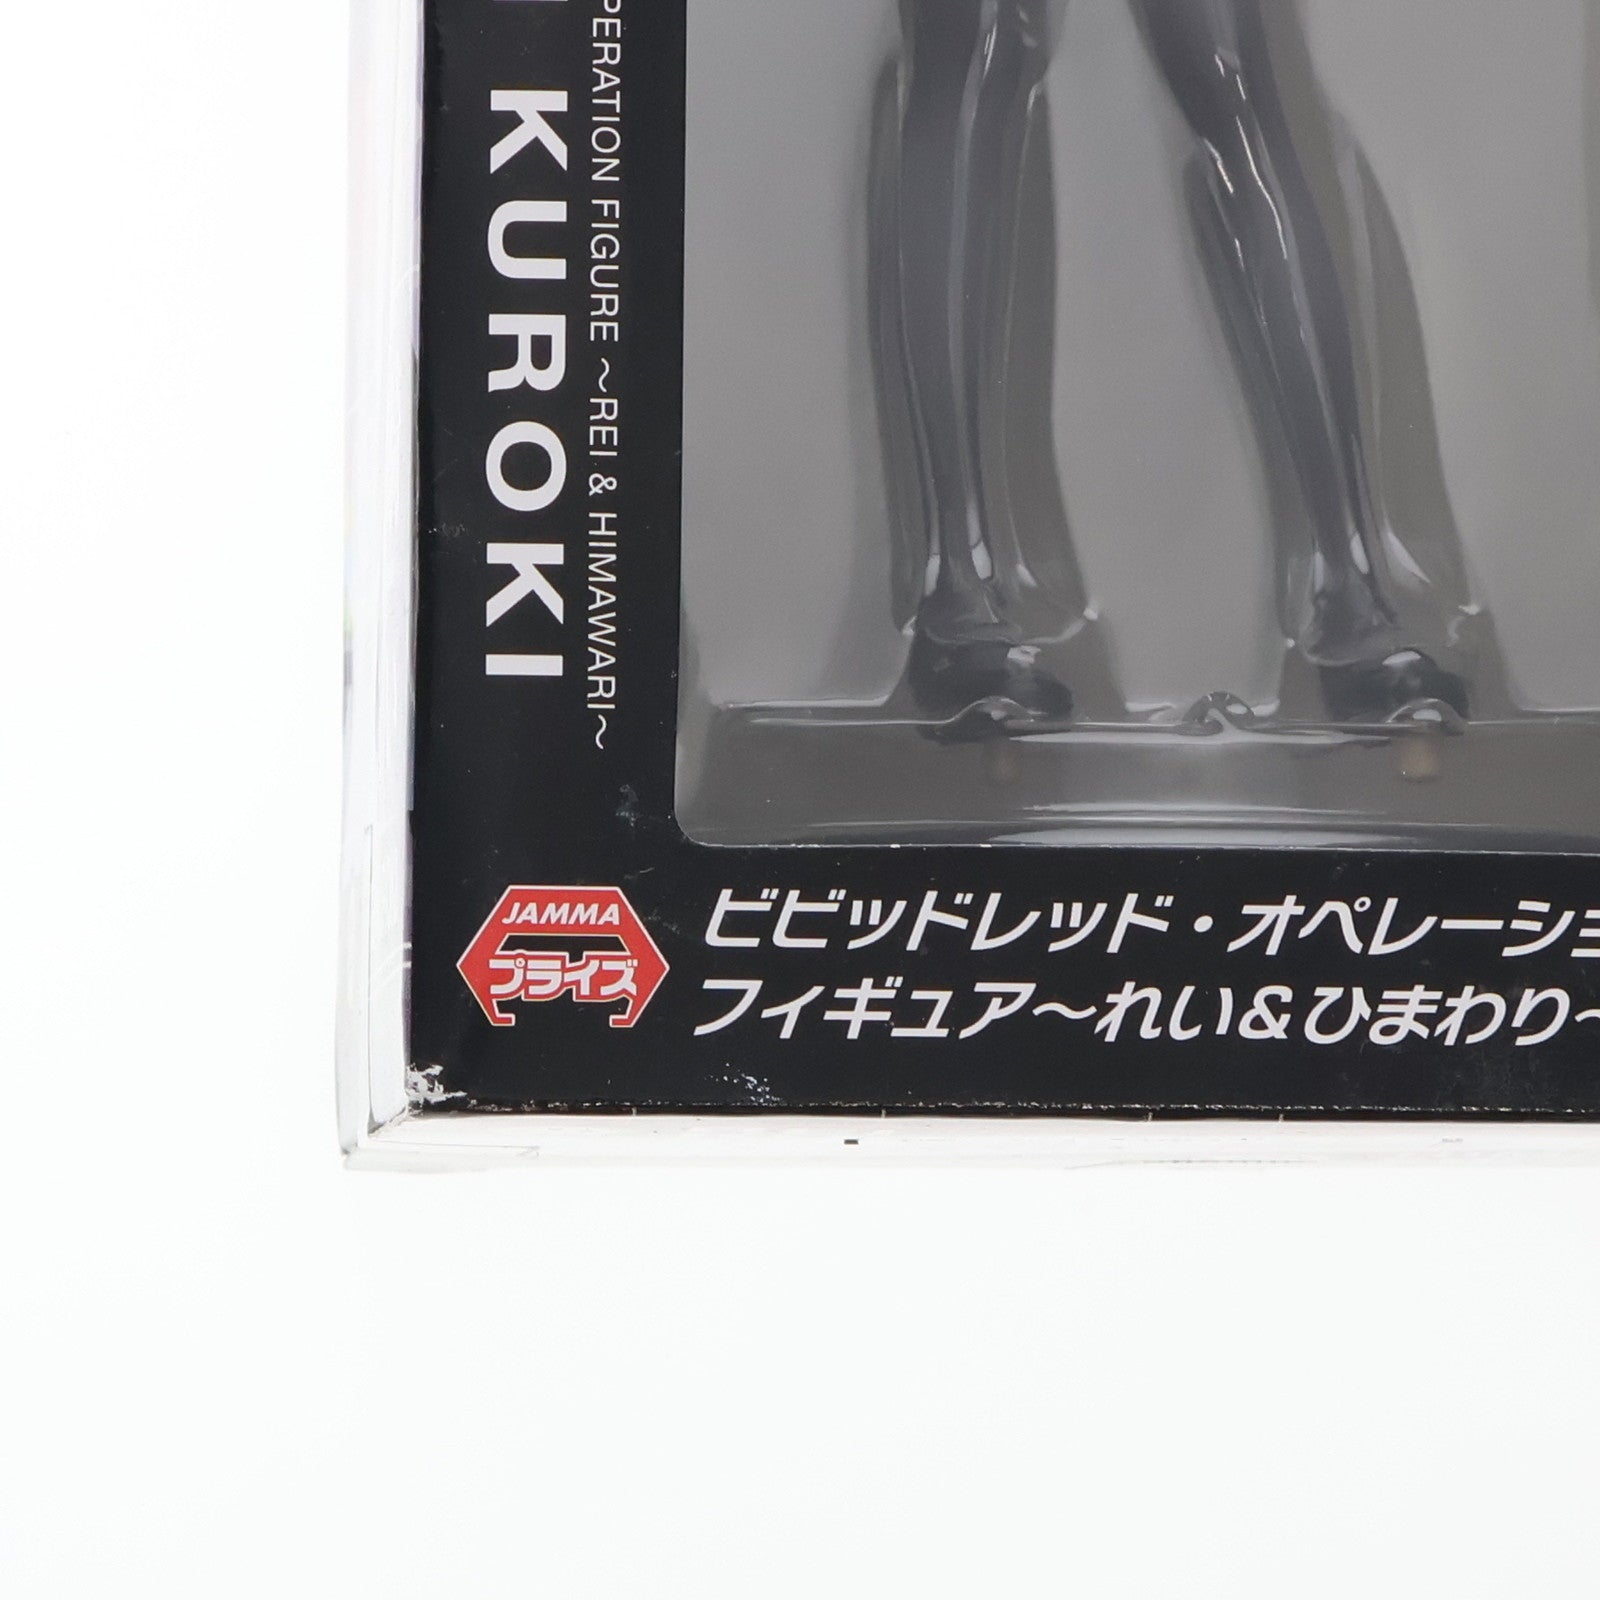 KUROKI
PERATION FIGURE ～REI & HIMAWARI～
JAMMA
プライズ
ビビッドレッド・オペレーショ
フィギュア～れい&ひまわり～